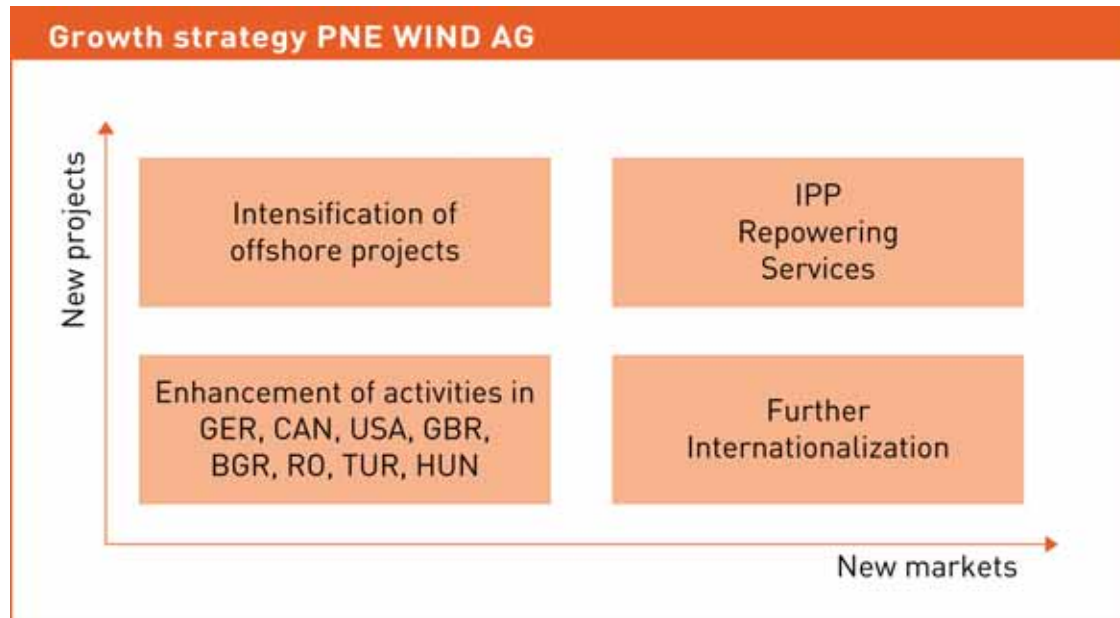 Growth strategy PNE WIND AG
New projects
Intensification of
offshore projects
IPP
Repowering
Services
Enhancement of activities in
GER, CAN, USA, GBR,
BGR, RO, TUR, HUN
Further
Internationalization
New markets